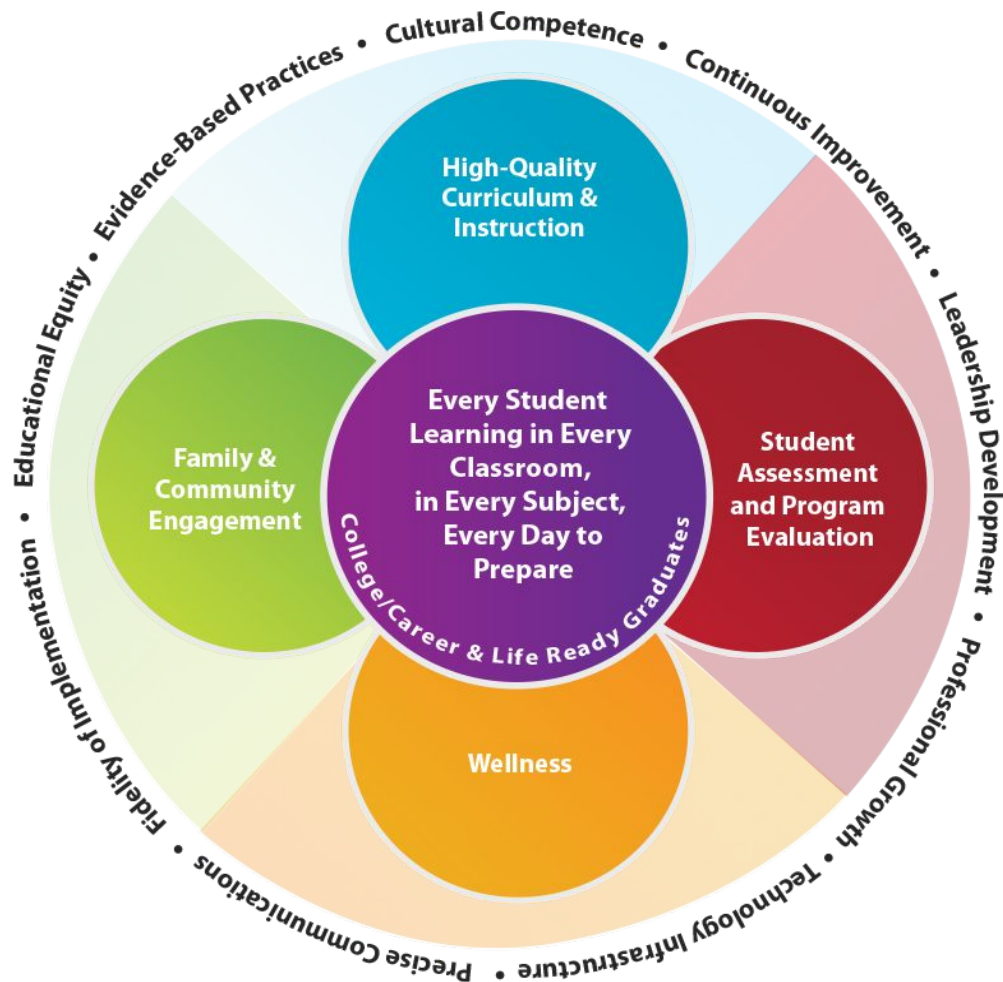 Cultural Competence • Continuous Improvement • Leadership Development • Professional Growth • Technology Infrastructure • Precise Communications • Fidelity of Implementation • Educational Equity • Evidence-Based Practices •
High-Quality
Curriculum &
Instruction
Family &
Community
Engagement
Every Student
Learning in Every
Classroom,
in Every Subject,
Every Day to
Prepare
College/Career & Life Ready Graduates
Student
Assessment
and Program
Evaluation
Wellness